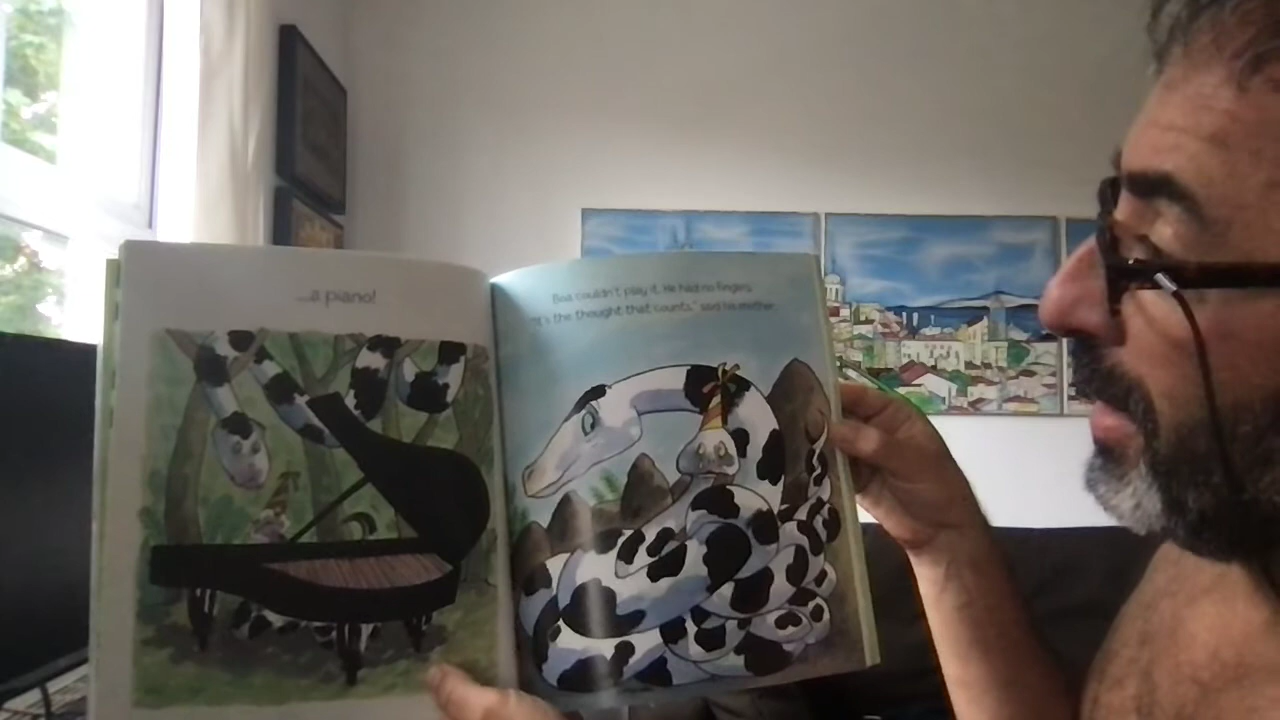 ...a piano!
Boa couldn't play it. He had no fingers.
"It's the thought that counts," said his mother.